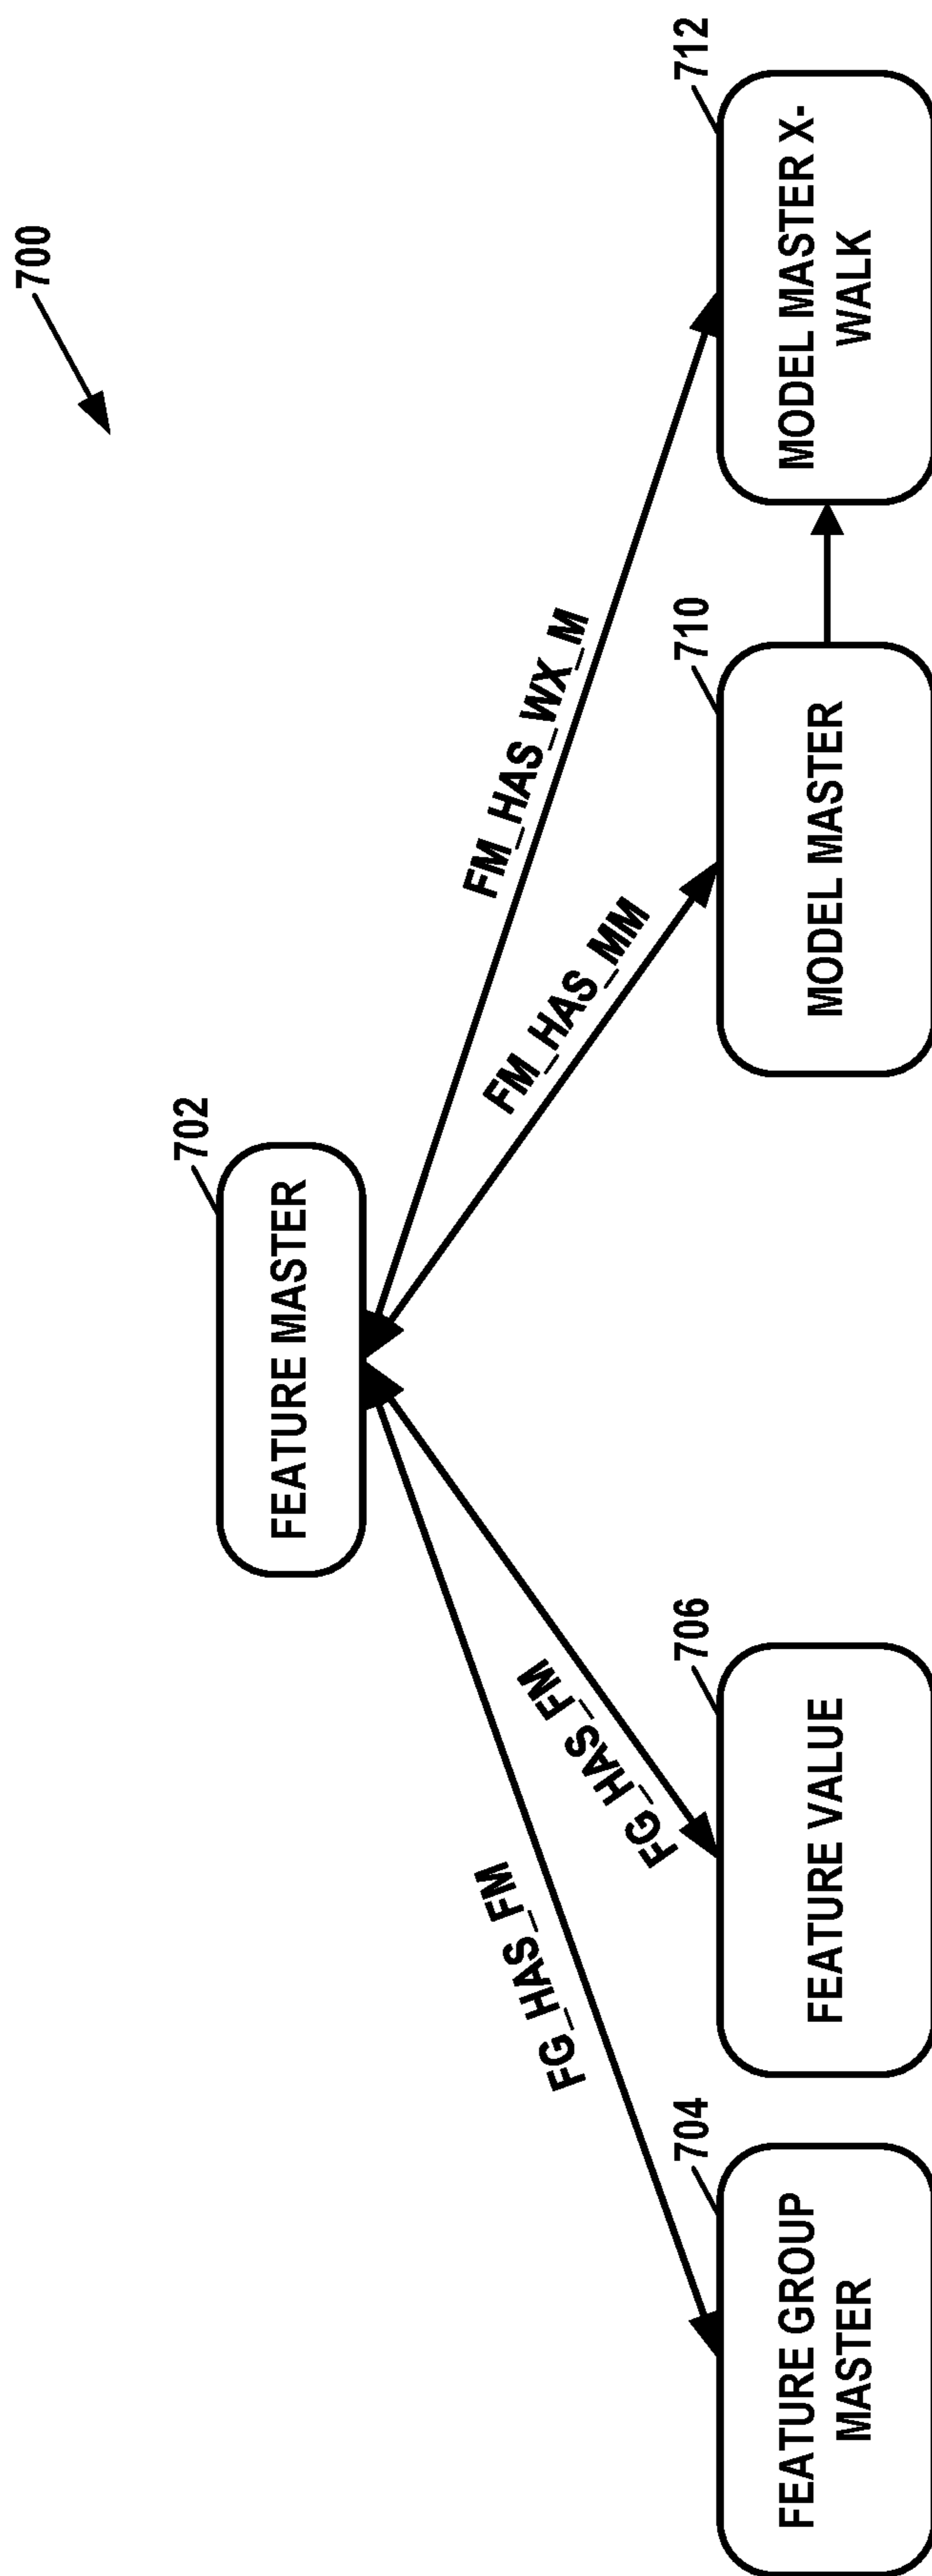 700
702
FEATURE MASTER
FG_HAS_FM
FG_HAS_FM
FM_HAS_MM
FM_HAS_WX_M
704
FEATURE GROUP
MASTER
706
FEATURE VALUE
710
MODEL MASTER
712
MODEL MASTER X-
WALK